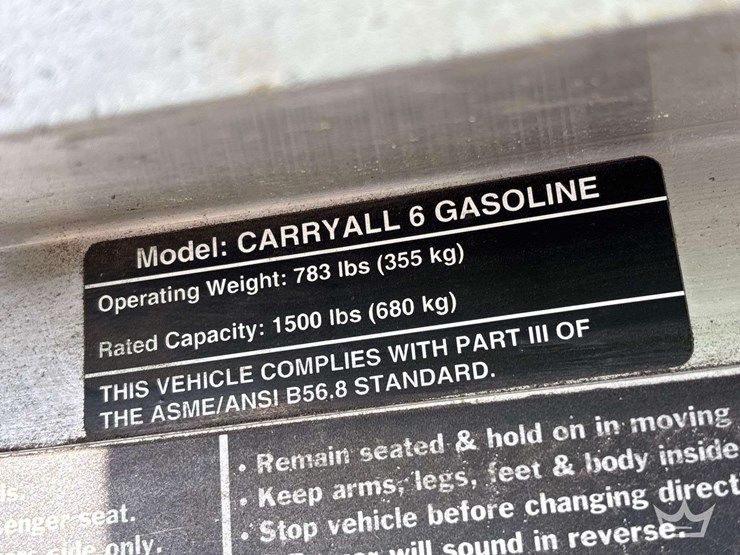 Model: CARRYALL 6 GASOLINE
Operating Weight: 783 lbs (355 kg)
Rated Capacity: 1500 lbs (680 kg)
THIS VEHICLE COMPLIES WITH PART III OF
THE ASME/ANSI B56.8 STANDARD.
seat.
only.
• Remain seated & hold on in moving
• Keep arms, legs, feet & body inside
• Stop vehicle before changing
will sound in reverse.